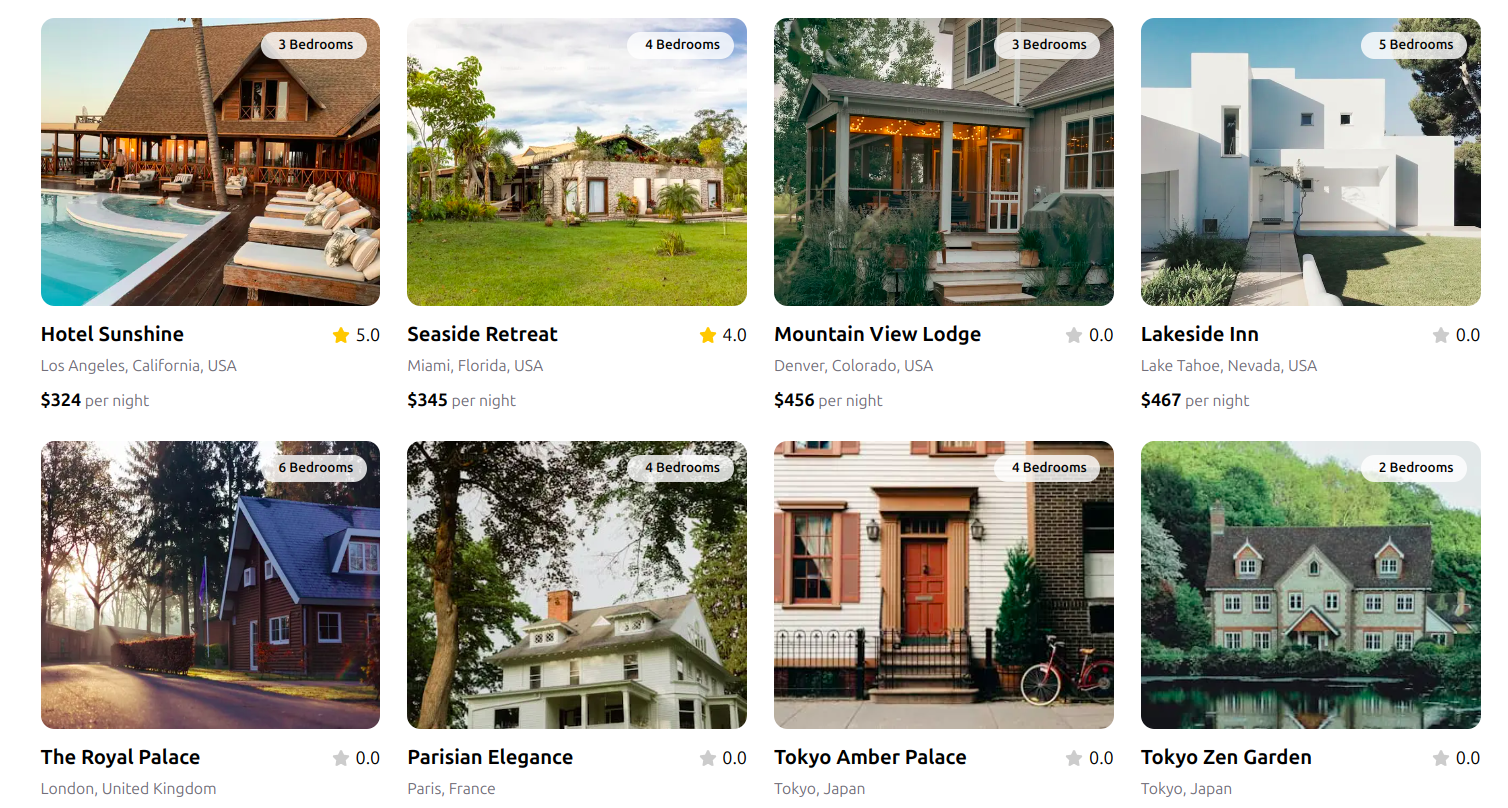 3 Bedrooms
4 Bedrooms
3 Bedrooms
5 Bedrooms
Hotel Sunshine 5.0
Seaside Retreat 4.0
Mountain View Lodge 0.0
Lakeside Inn 0.0
Los Angeles, California, USA
Miami, Florida, USA
Denver, Colorado, USA
Lake Tahoe, Nevada, USA
$324 per night
$345 per night
$456 per night
$467 per night
6 Bedrooms
4 Bedrooms
4 Bedrooms
2 Bedrooms
The Royal Palace 0.0
Parisian Elegance 0.0
Tokyo Amber Palace 0.0
Tokyo Zen Garden 0.0
London, United Kingdom
Paris, France
Tokyo, Japan
Tokyo, Japan